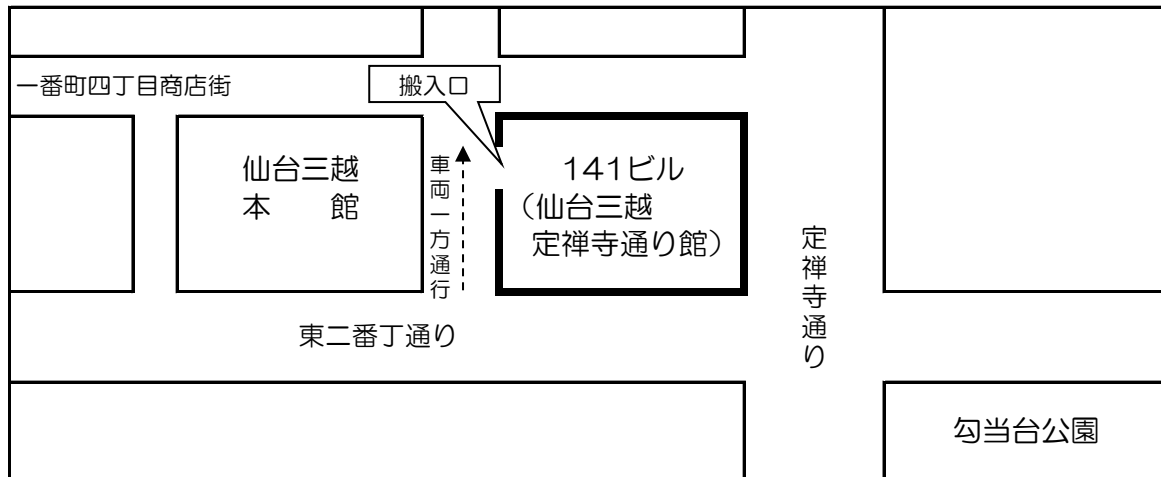 一番町四丁目商店街
搬入口
仙台三越
本　　館
車両一方通行
141ビル
（仙台三越
定禅寺通り館）
定禅寺通り
東二番丁通り
勾当台公園